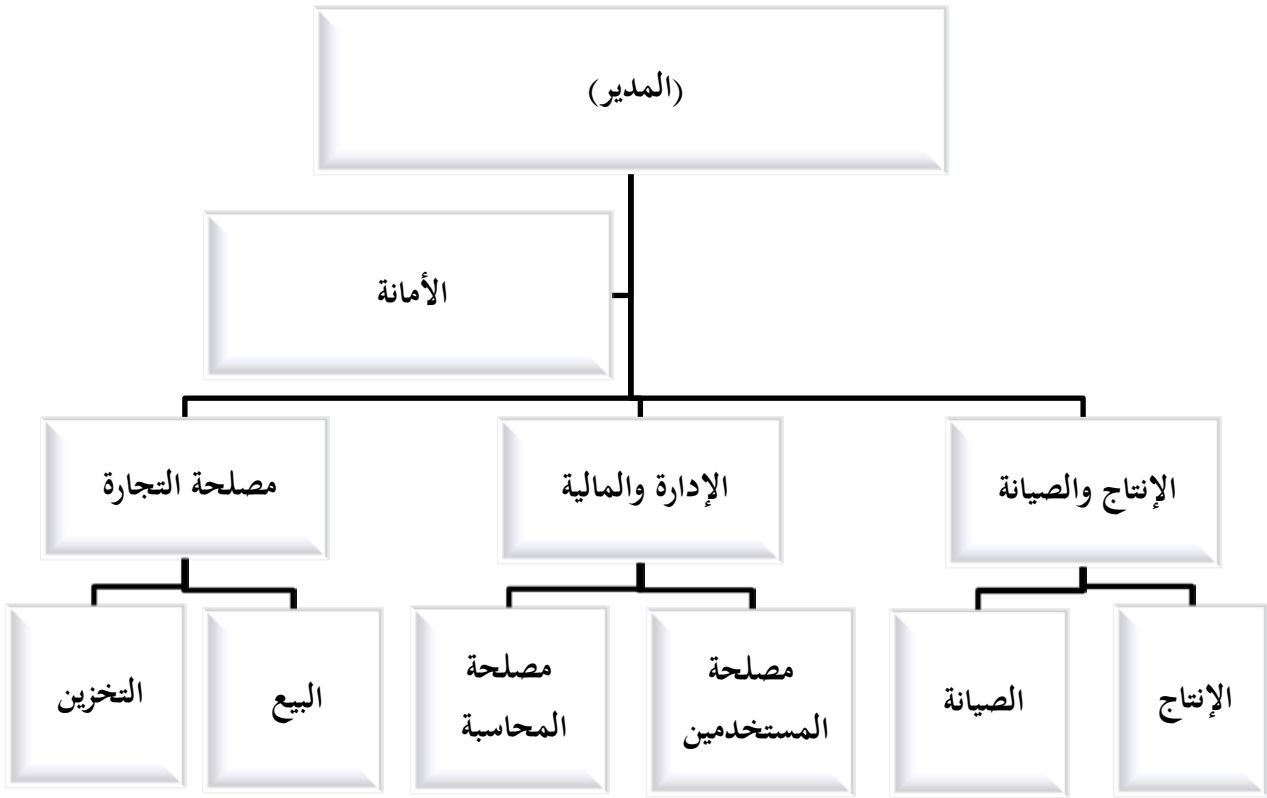 (المدير)
الأمانة
الإنتاج والصيانة
الإدارة والمالية
مصلحة التجارة
الإنتاج
الصيانة
مصلحة
المستخدمين
مصلحة
المحاسبة
البيع
التخزين